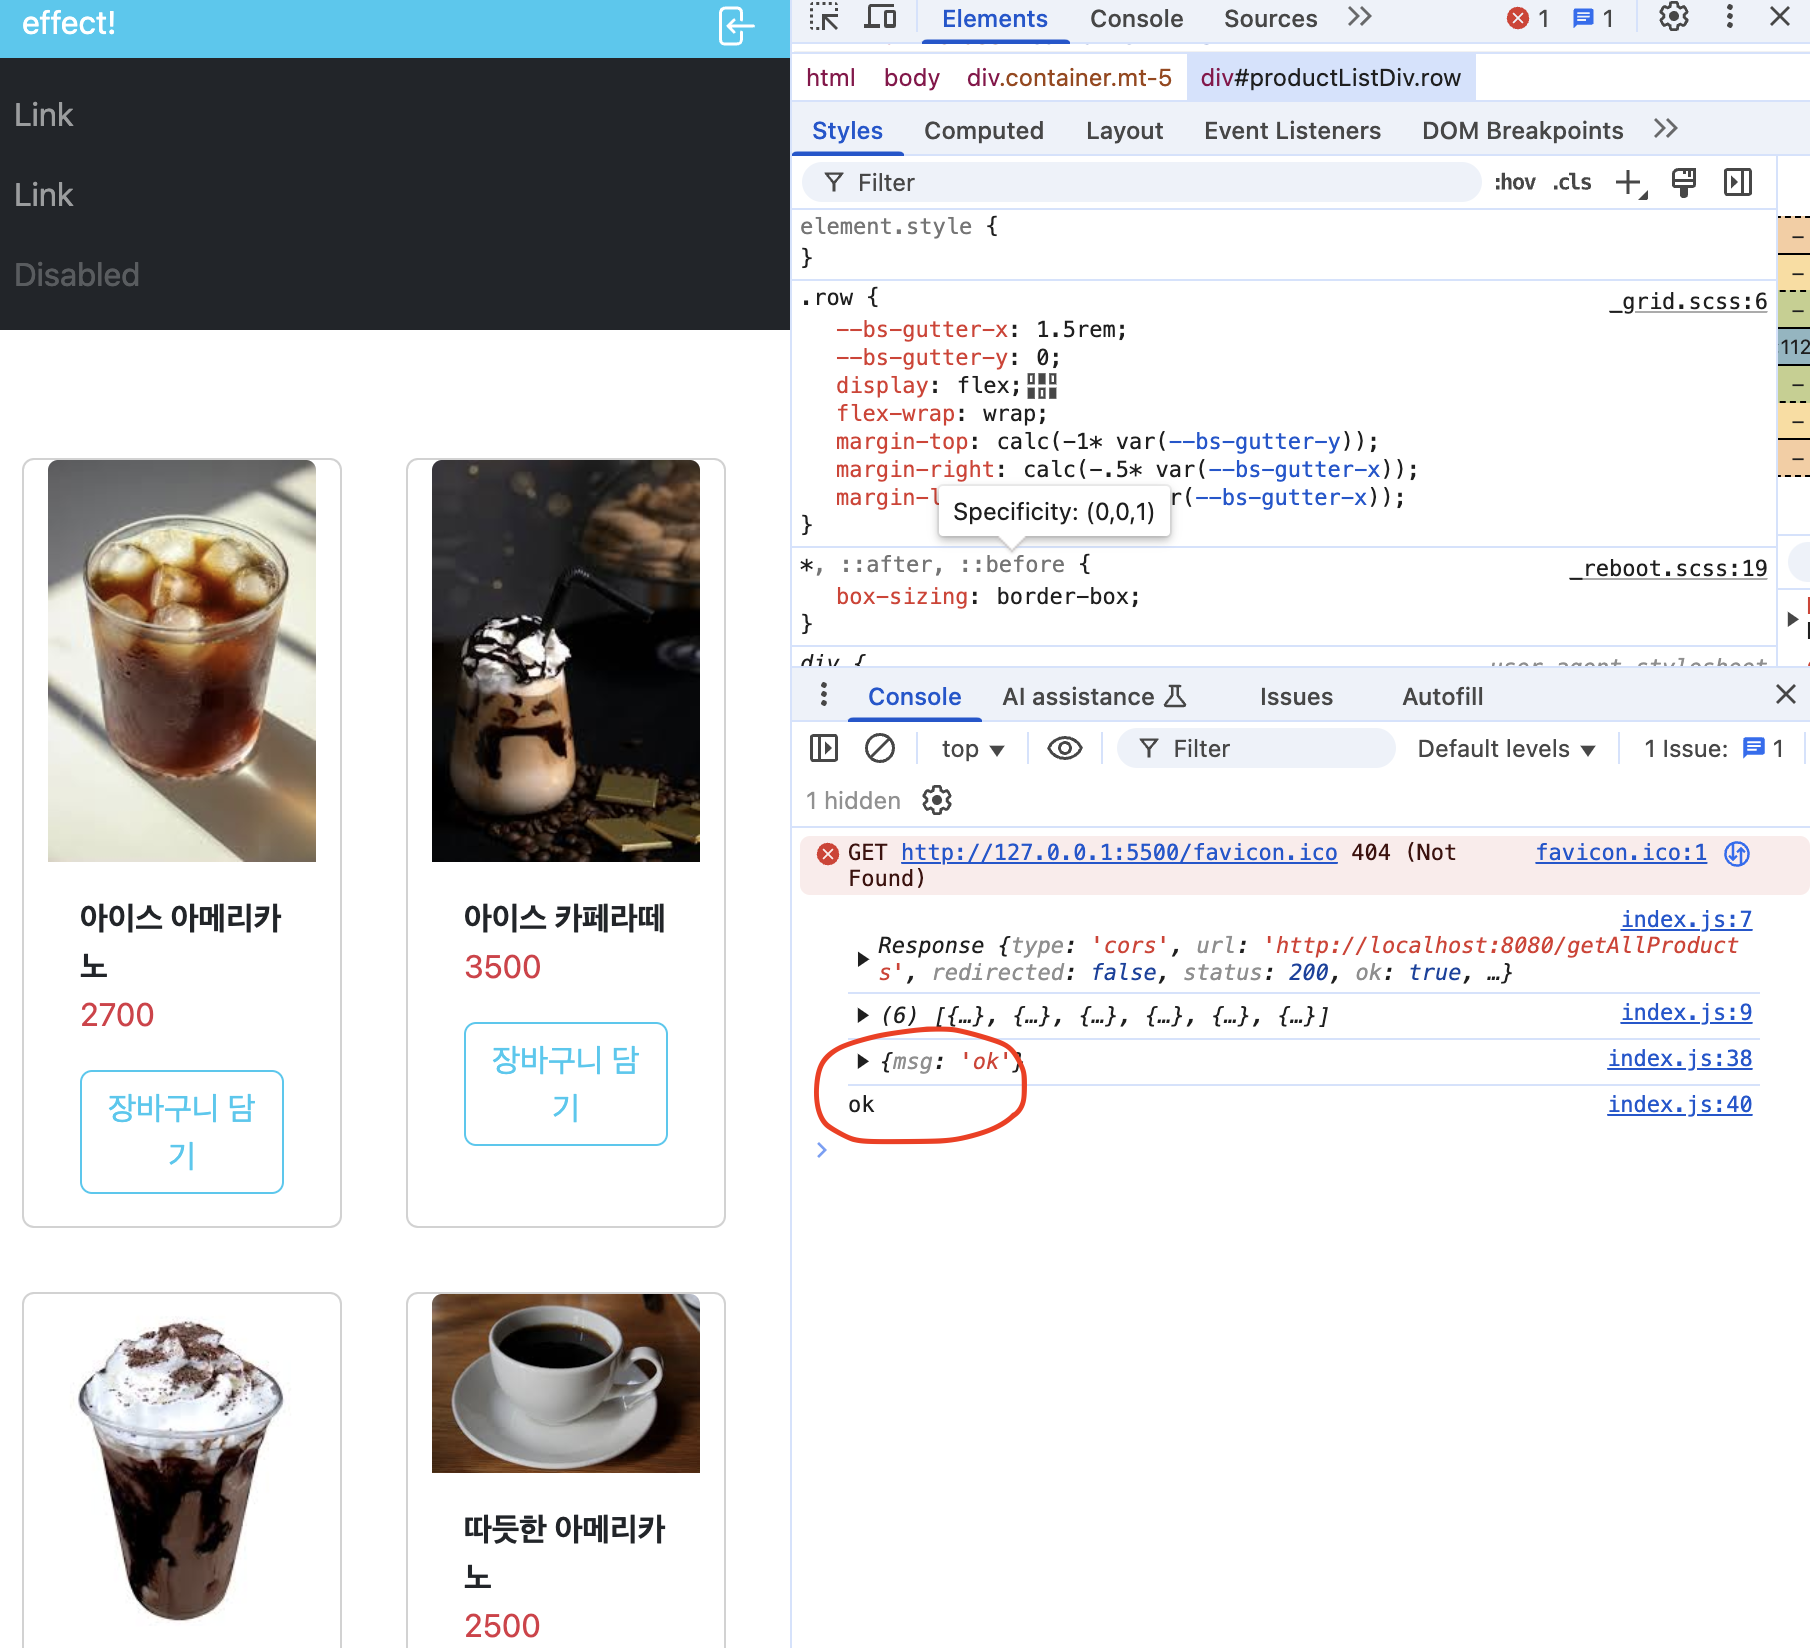 effect!
Link
Link
Disabled
아이스 아메리카
노
2700
장바구니 담
기
아이스 카페라떼
3500
장바구니 담
기
따듯한 아메리카
노
2500
Elements Console Sources 1 1
html body div.container.mt-5 div#productListDiv.row
Styles Computed Layout Event Listeners DOM Breakpoints
Filter :hov .cls
element.style {
}
.row { _grid.scss:6
--bs-gutter-x: 1.5rem;
--bs-gutter-y: 0;
display: flex;
flex-wrap: wrap;
margin-top: calc(-1* var(--bs-gutter-y));
margin-right: calc(-.5* var(--bs-gutter-x));
margin-l r(--bs-gutter-x));
Specificity: (0,0,1)
}
*, ::after, ::before { _reboot.scss:19
box-sizing: border-box;
}
div { user agent stylesheet
–
–
–
112
–
–
–
Console AI assistance Issues Autofill
top Filter Default levels 1 Issue: 1
1 hidden
GET http://127.0.0.1:5500/favicon.ico 404 (Not favicon.ico:1
Found)
index.js:7
Response {type: 'cors', url: 'http://localhost:8080/getAllProduct
s', redirected: false, status: 200, ok: true, …}
(6) [{…}, {…}, {…}, {…}, {…}, {…}] index.js:9
{msg: 'ok'} index.js:38
ok index.js:40